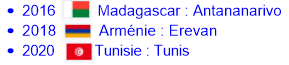 • 2016 Madagascar : Antananarivo
• 2018 Arménie : Erevan
• 2020 Tunisie : Tunis